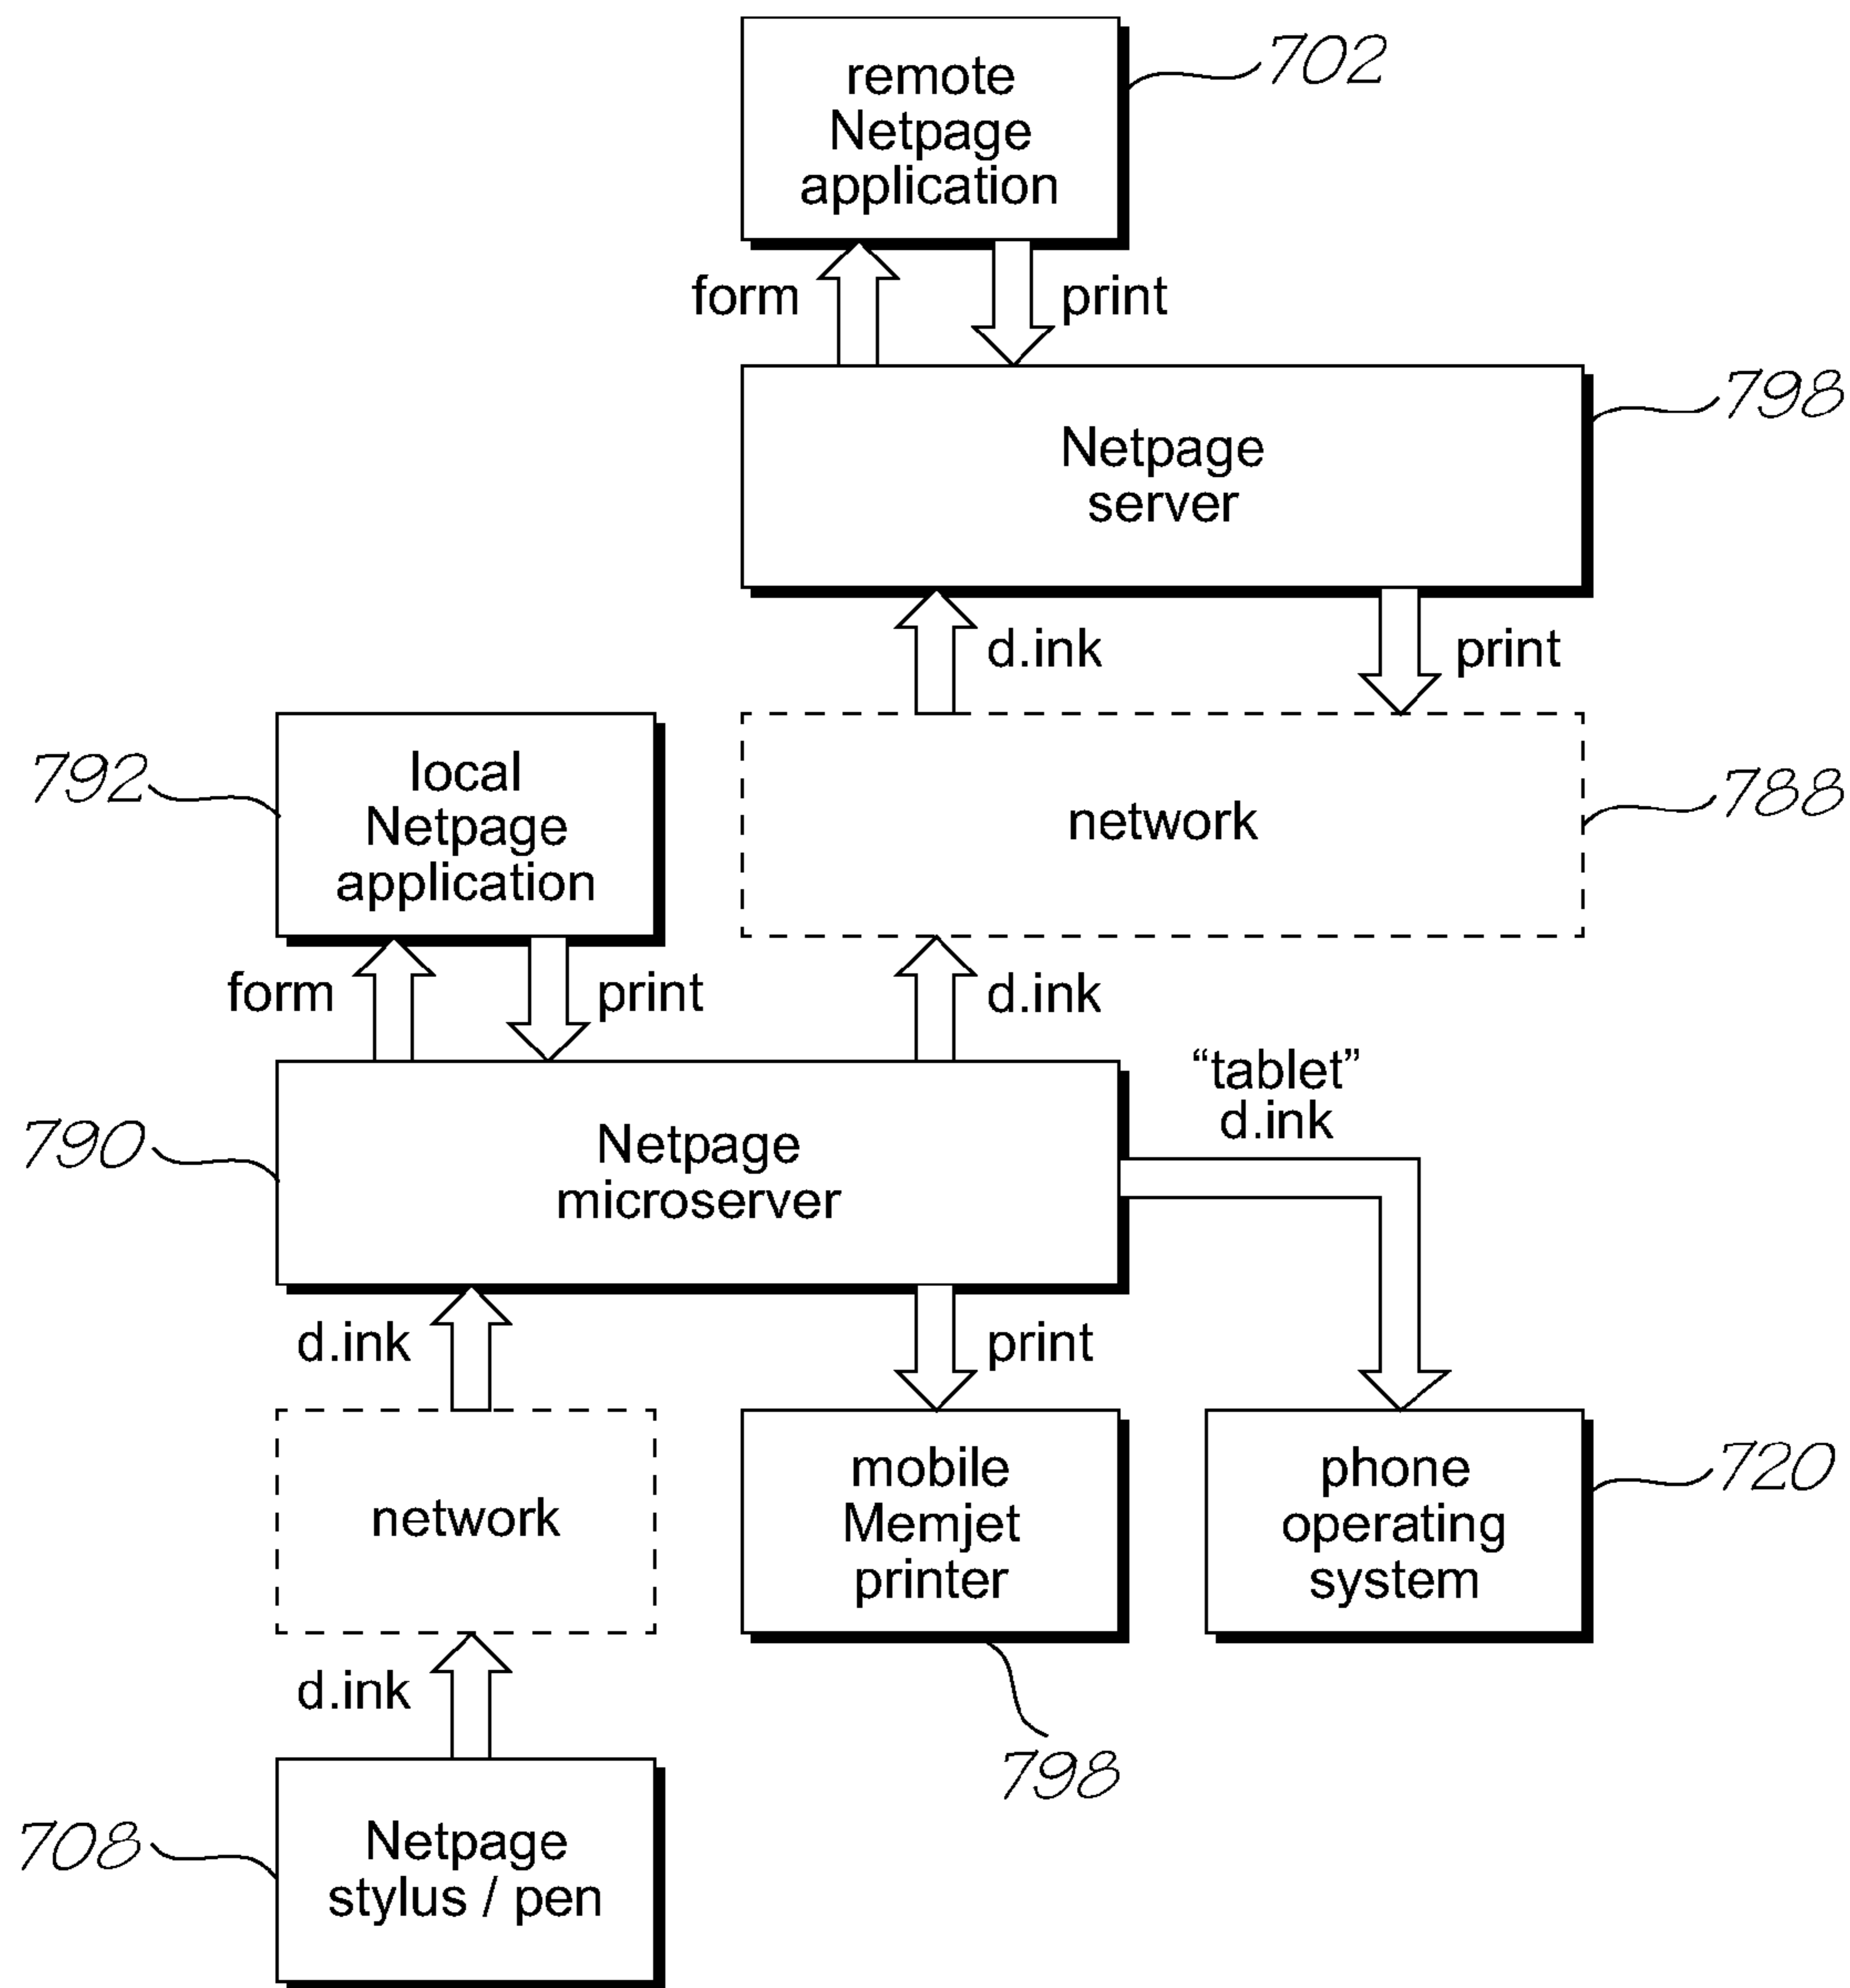 remote
Netpage
application
702
form
print
Netpage
server
798
d.ink
print
local
Netpage
application
792
network
788
form
print
d.ink
Netpage
microserver
790
“tablet”
d.ink
d.ink
print
network
mobile
Memjet
printer
798
phone
operating
system
720
d.ink
Netpage
stylus / pen
708